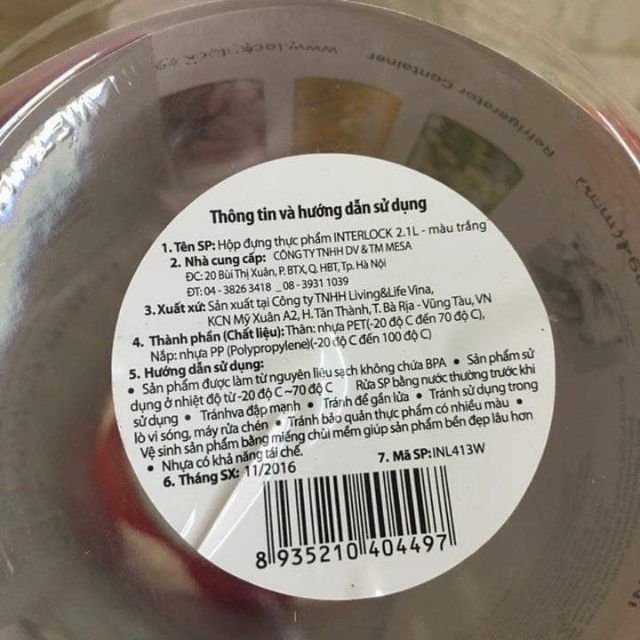 www.locknlock.co
Refrigerator Container
Thông tin và hướng dẫn sử dụng
1. Tên SP: Hộp đựng thực phẩm INTERLOCK 2.1L - màu trắng
2. Nhà cung cấp: CÔNG TY TNHH DV & TM MESA
ĐC: 20 Bùi Thị Xuân, P. BTX, Q. HBT, Tp. Hà Nội
ĐT: 04 - 3826 3418 _ 08 - 3931 1039
3. Xuất xứ: Sản xuất tại Công ty TNHH Living&Life Vina,
KCN Mỹ Xuân A2, H. Tân Thành, T. Bà Rịa - Vũng Tàu, VN
4. Thành phần (Chất liệu): Thân: nhựa PET(-20 độ C đến 70 độ C),
Nắp: nhựa PP (Polypropylene)(-20 độ C đến 100 độ C)
5. Hướng dẫn sử dụng:
• Sản phẩm được làm từ nguyên liệu sạch không chứa BPA • Sản phẩm sử
dụng ở nhiệt độ từ -20 độ C ~70 độ C Rửa SP bằng nước thường trước khi
sử dụng • Tránhva đập mạnh • Tránh để gần lửa • Tránh sử dụng trong
lò vi sóng, máy rửa chén • Tránh bảo quản thực phẩm có nhiều màu •
Vệ sinh sản phẩm bằng miếng chùi mềm giúp sản phẩm bền đẹp lâu hơn
• Nhựa có khả năng tái chế.
6. Tháng SX: 11/2016
7. Mã SP: INL413W
8 935210 404497